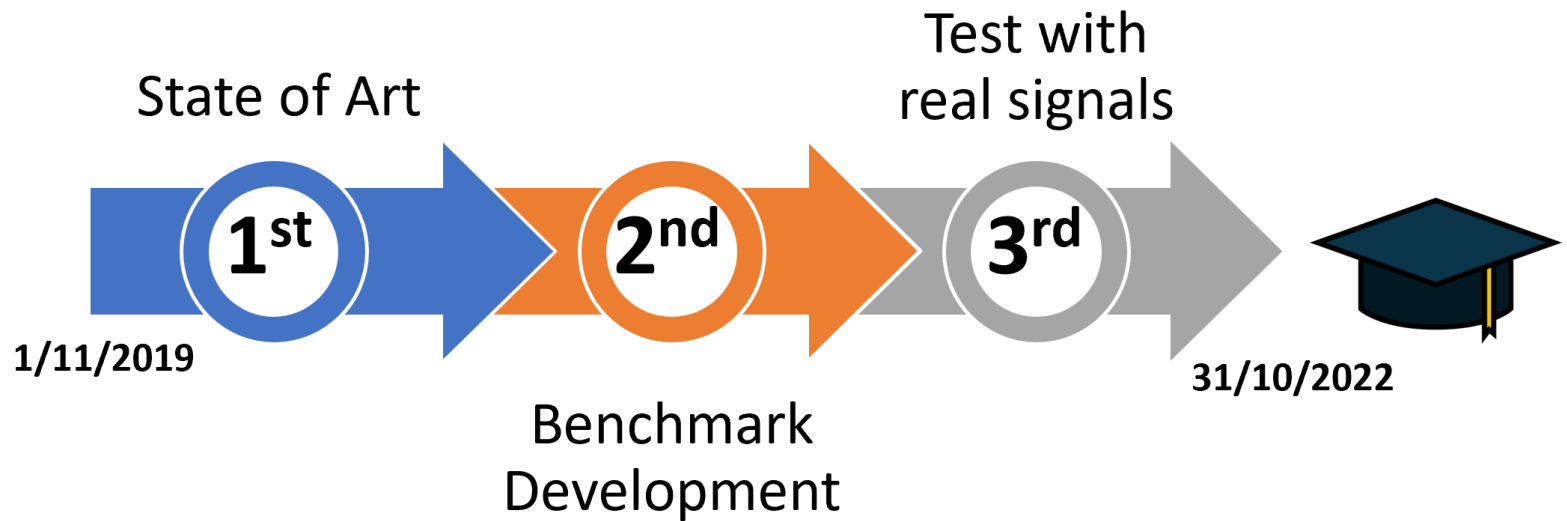 State of Art
Test with
real signals
1st
2nd
3rd
1/11/2019
31/10/2022
Benchmark
Development